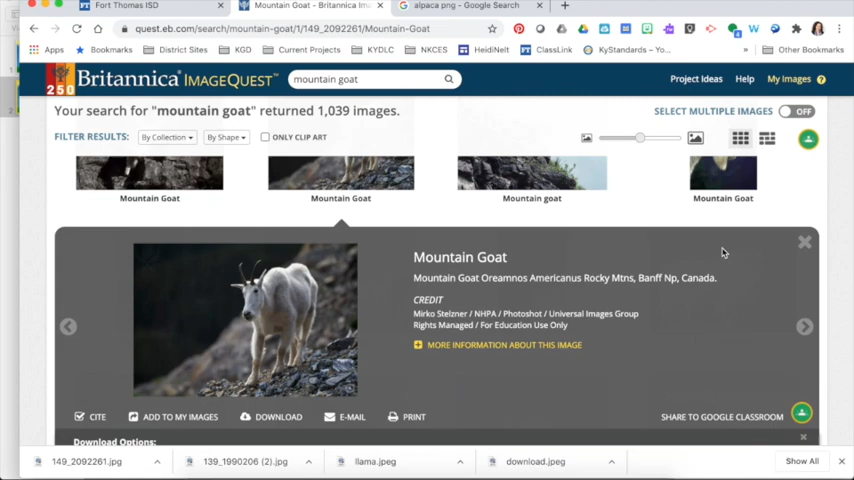 Fort Thomas ISD
Mountain Goat - Britannica Ima
alpaca png - Google Search
quest.eb.com/search/mountain-goat/1/149_2092261/Mountain-Goat
Apps
Bookmarks
District Sites
KGD
Current Projects
KYDLC
NKCES
HeidiNeltt
ClassLink
KyStandards – Yo...
»
Other Bookmarks
250
Britannica ImageQuest
mountain goat
Project Ideas
Help
My Images ?
Your search for "mountain goat" returned 1,039 images.
SELECT MULTIPLE IMAGES OFF
FILTER RESULTS:
By Collection
By Shape
ONLY CLIP ART
Mountain Goat
Mountain Goat
Mountain goat
Mountain Goat
Mountain Goat
Mountain Goat Oreamnos Americanus Rocky Mtns, Banff Np, Canada.
CREDIT
Mirko Stelzner / NHPA / Photoshot / Universal Images Group
Rights Managed / For Education Use Only
MORE INFORMATION ABOUT THIS IMAGE
CITE
ADD TO MY IMAGES
DOWNLOAD
E-MAIL
PRINT
SHARE TO GOOGLE CLASSROOM
Download Options:
149_2092261.jpg
139_1990206 (2).jpg
llama.jpeg
download.jpeg
Show All